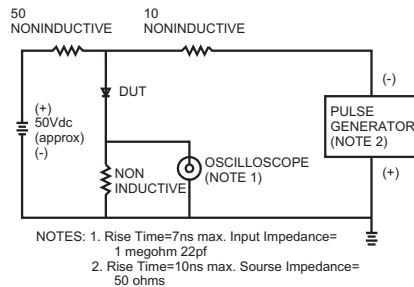 50
NONINDUCTIVE
10
NONINDUCTIVE
DUT
(+)
50Vdc
(approx)
(-)
(-)
PULSE
GENERATOR
(NOTE 2)
(+)
NON
INDUCTIVE
OSCILLOSCOPE
(NOTE 1)
NOTES: 1. Rise Time=7ns max. Input Impedance=
1 megohm 22pf
2. Rise Time=10ns max. Sourse Impedance=
50 ohms